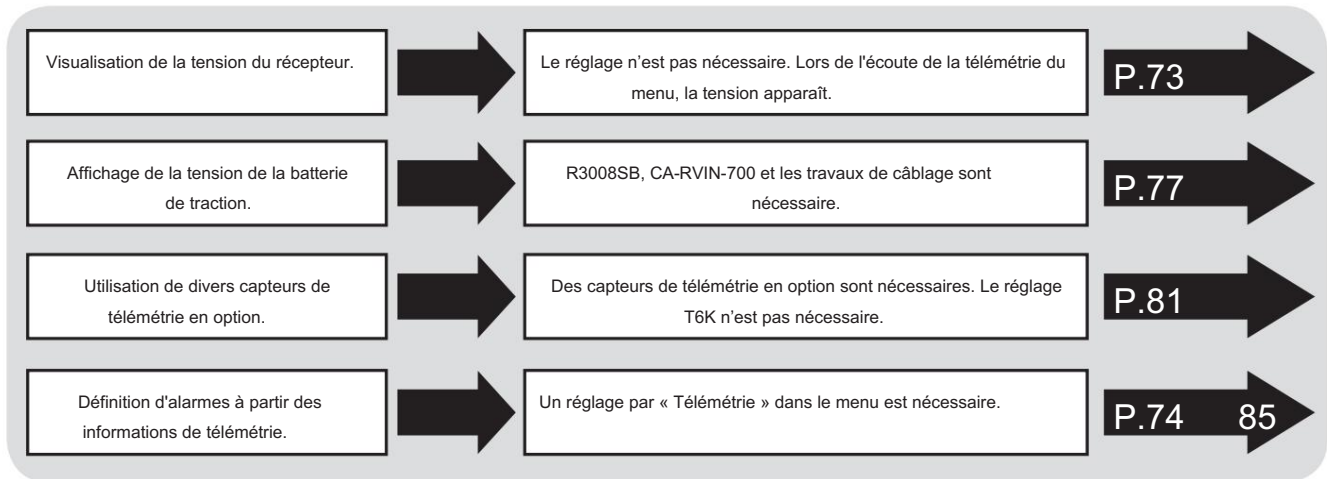 Visualisation de la tension du récepteur.
Le réglage n'est pas nécessaire. Lors de l'écoute de la télémétrie du
menu, la tension apparaît.
P.73
Affichage de la tension de la batterie
de traction.
R3008SB, CA-RVIN-700 et les travaux de câblage sont
nécessaire.
P.77
Utilisation de divers capteurs de
télémétrie en option.
Des capteurs de télémétrie en option sont nécessaires. Le réglage
T6K n'est pas nécessaire.
P.81
Définition d'alarmes à partir des
informations de télémétrie.
Un réglage par « Télémétrie » dans le menu est nécessaire.
P.74 85